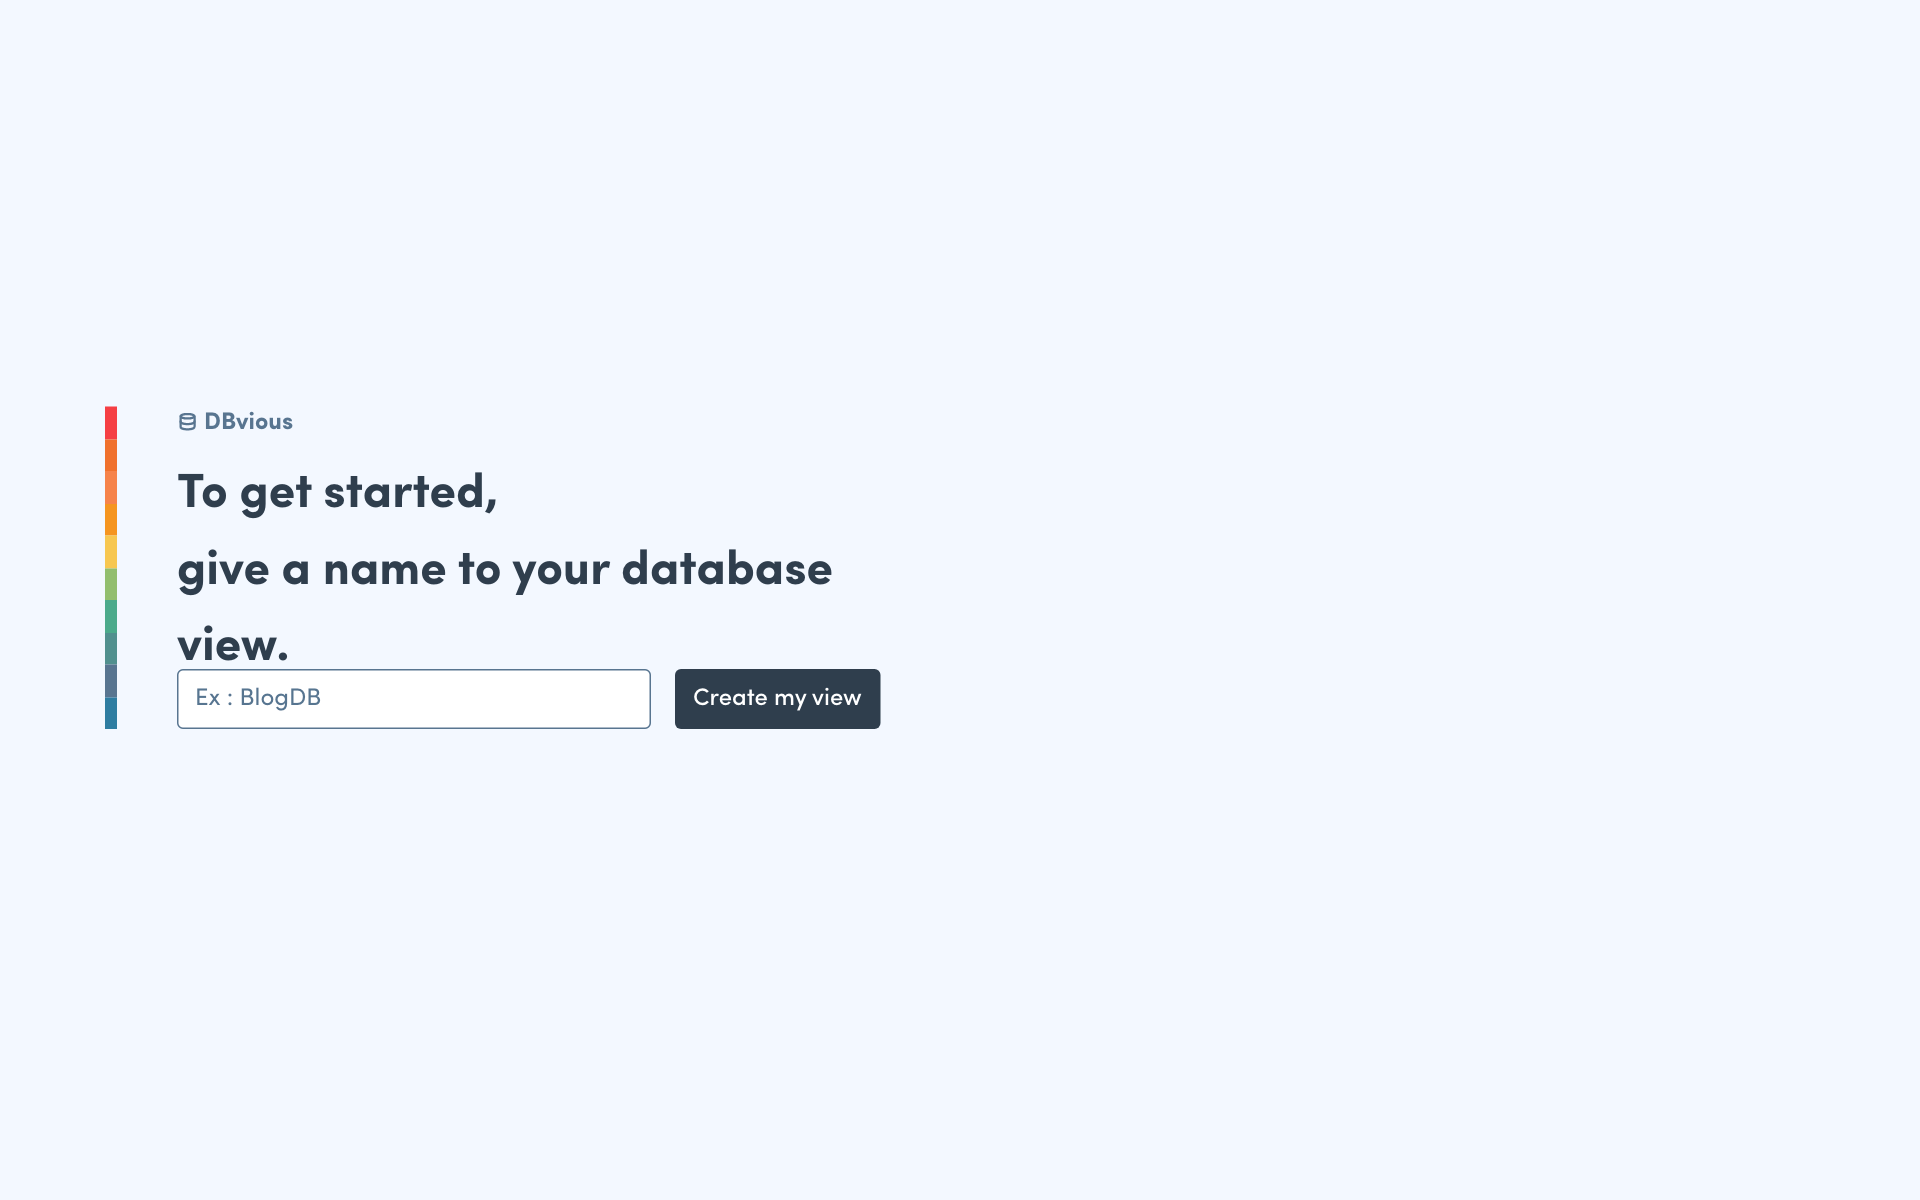 DBvious
To get started,
give a name to your database
view.
Ex : BlogDB
Create my view